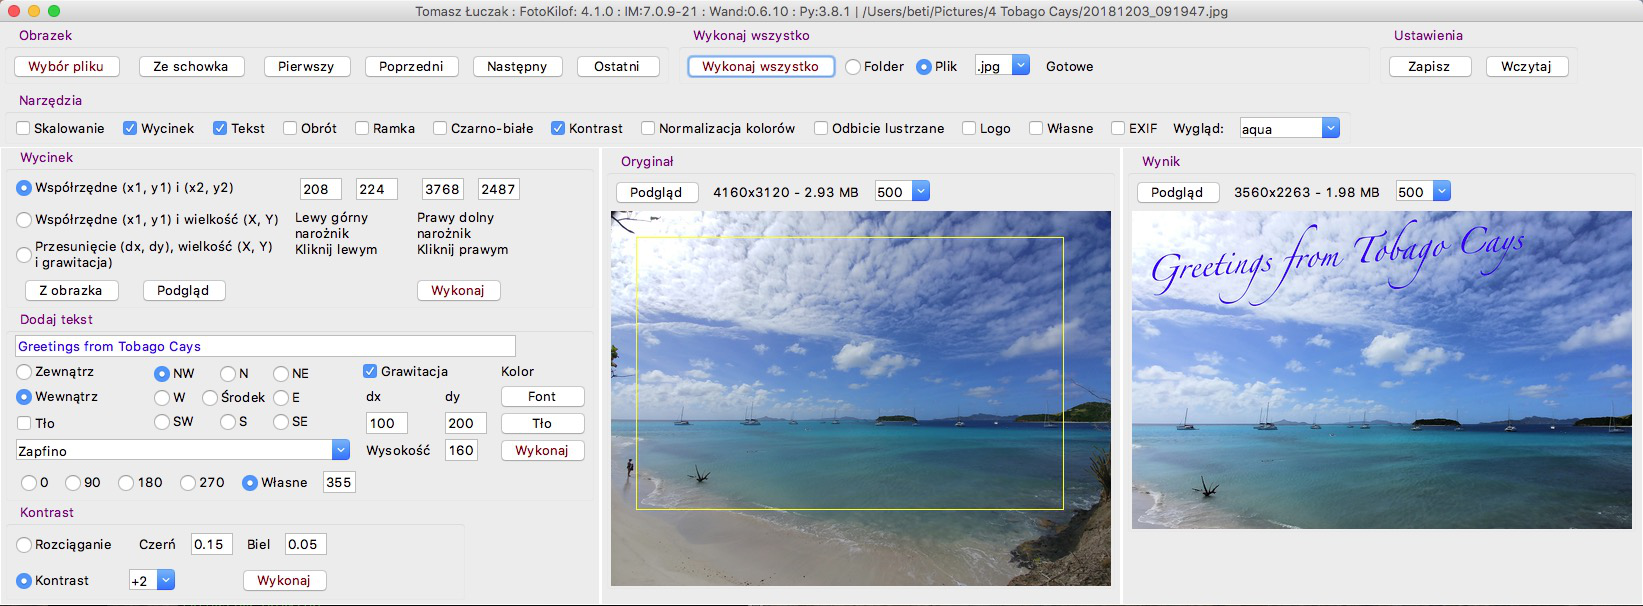 Tomasz Łuczak : FotoKilof: 4.1.0 : IM:7.0.9-21 : Wand:0.6.10 : Py:3.8.1 | /Users/beti/Pictures/4 Tobago Cays/20181203_091947.jpg
Obrazek
Wybór pliku Ze schowka Pierwszy Poprzedni Następny Ostatni
Wykonaj wszystko
Wykonaj wszystko Folder Plik .jpg Gotowe
Ustawienia
Zapisz Wczytaj
Narzędzia
Skalowanie Wycinek Tekst Obrót Ramka Czarno-białe Kontrast Normalizacja kolorów Odbicie lustrzane Logo Własne EXIF Wygląd: aqua
Wycinek
Współrzędne (x1, y1) i (x2, y2) 208 224 3768 2487
Współrzędne (x1, y1) i wielkość (X, Y)
Przesunięcie (dx, dy), wielkość (X, Y)
i grawitacja)
Lewy górny
narożnik
Kliknij lewym
Prawy dolny
narożnik
Kliknij prawym
Z obrazka Podgląd Wykonaj
Dodaj tekst
Greetings from Tobago Cays
Zewnątrz NW N NE Grawitacja Kolor
Wewnątrz W Środek E dx dy Font
Tło SW S SE 100 200 Tło
Zapfino Wysokość 160 Wykonaj
0 90 180 270 Własne 355
Kontrast
Rozciąganie Czerń 0.15 Biel 0.05
Kontrast +2 Wykonaj
Oryginał
Podgląd 4160x3120 - 2.93 MB 500
Wynik
Podgląd 3560x2263 - 1.98 MB 500
Greetings from Tobago Cays